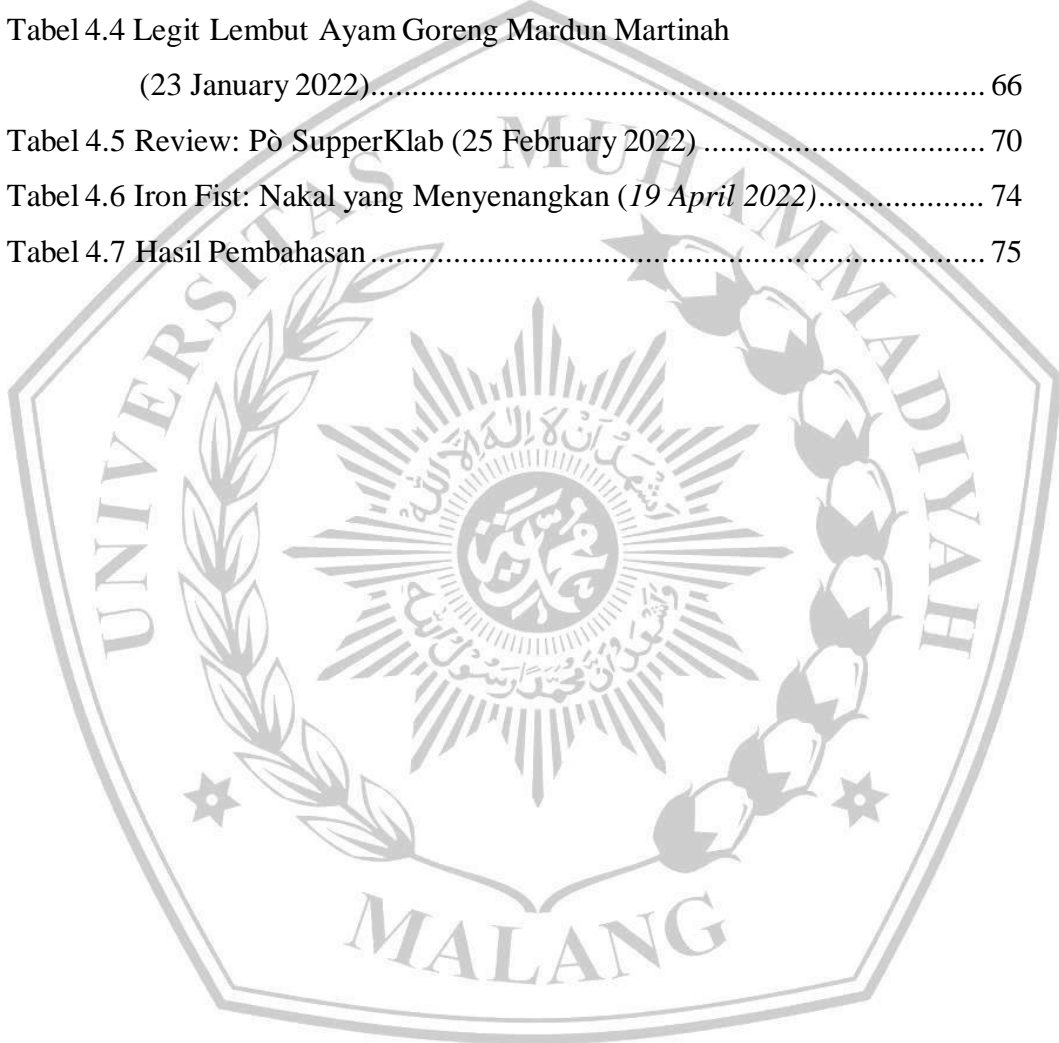 Tabel 4.4 Legit Lembut Ayam Goreng Mardun Martinah
(23 January 2022)........................................................................ 66
Tabel 4.5 Review: Pò SupperKlab (25 February 2022) ................................. 70
Tabel 4.6 Iron Fist: Nakal yang Menyenangkan (19 April 2022)................... 74
Tabel 4.7 Hasil Pembahasan ........................................................................ 75
UNIVERSITAS MUHAMMADIYAH
MALANG